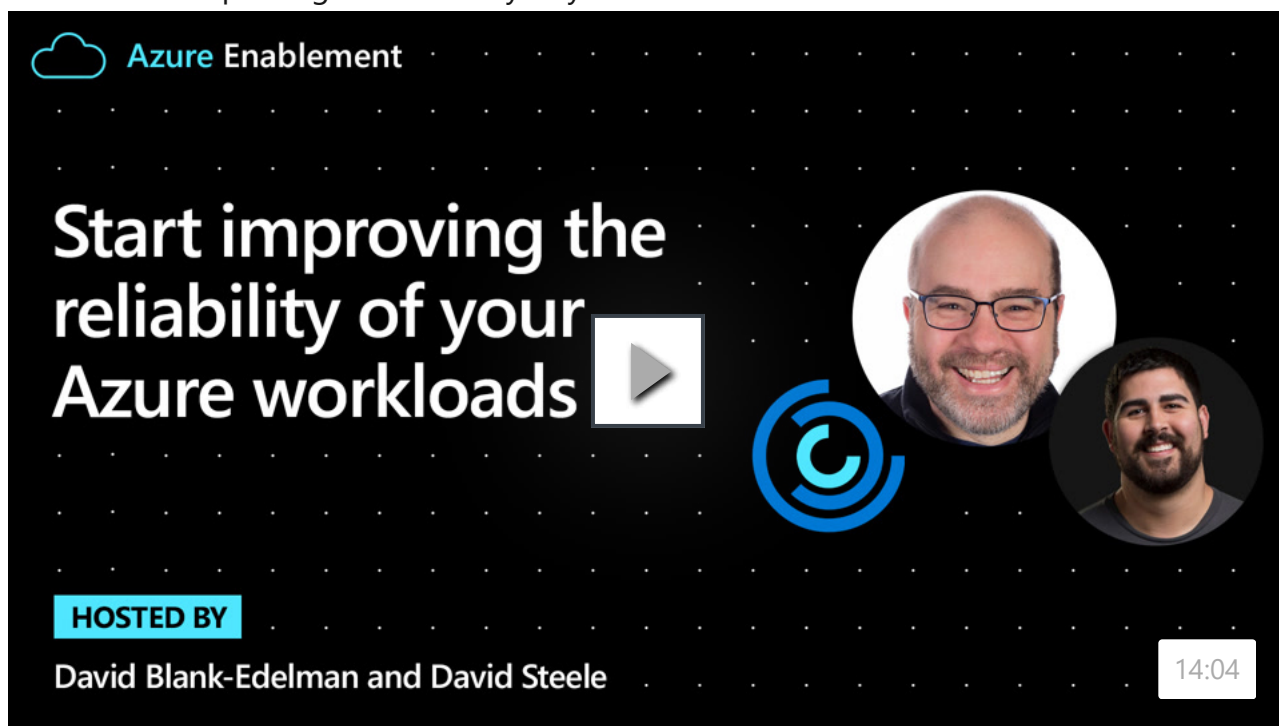 Azure Enablement
Start improving the
reliability of your
Azure workloads
HOSTED BY
David Blank-Edelman and David Steele
14:04